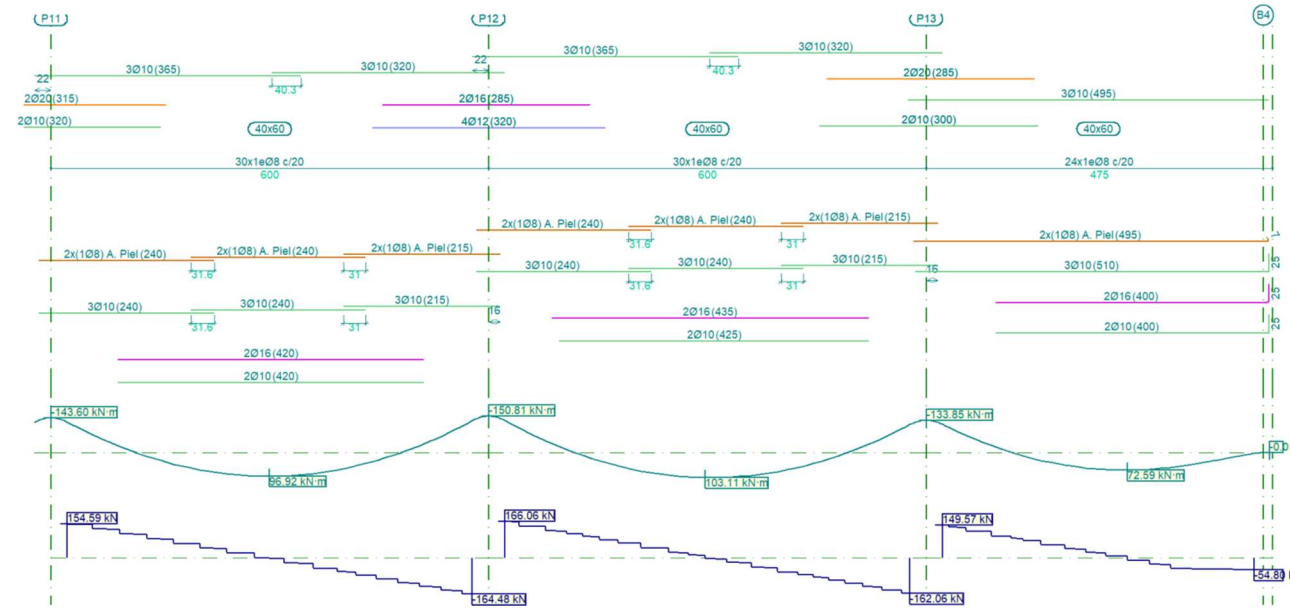 P11 P12 P13 B4
3Ø10(365) 3Ø10(320)
22
40.3
3Ø10(365) 3Ø10(320)
22
40.3
2Ø20(315) 2Ø16(285) 2Ø20(285)
3Ø10(495)
2Ø10(320) 40x60 4Ø12(320) 40x60 2Ø10(300) 40x60
30x1eØ8 c/20 30x1eØ8 c/20 24x1eØ8 c/20
600 600 475
2x(1Ø8) A. Piel(240) 2x(1Ø8) A. Piel(240) 2x(1Ø8) A. Piel(215)
31.6 31
2x(1Ø8) A. Piel(240) 2x(1Ø8) A. Piel(240) 2x(1Ø8) A. Piel(215)
31.6 31
2x(1Ø8) A. Piel(495)
7
3Ø10(240) 3Ø10(240) 3Ø10(215)
31.6 31
16
3Ø10(240) 3Ø10(240) 3Ø10(215)
31.6 31
16
3Ø10(510)
25
2Ø16(400)
25
2Ø10(400)
25
2Ø16(435)
2Ø10(425)
2Ø16(420)
2Ø10(420)
-143.60 kN·m -150.81 kN·m -133.85 kN·m
96.92 kN·m 103.11 kN·m 72.59 kN·m
154.59 kN 166.06 kN 149.57 kN
-164.48 kN -162.06 kN -54.80